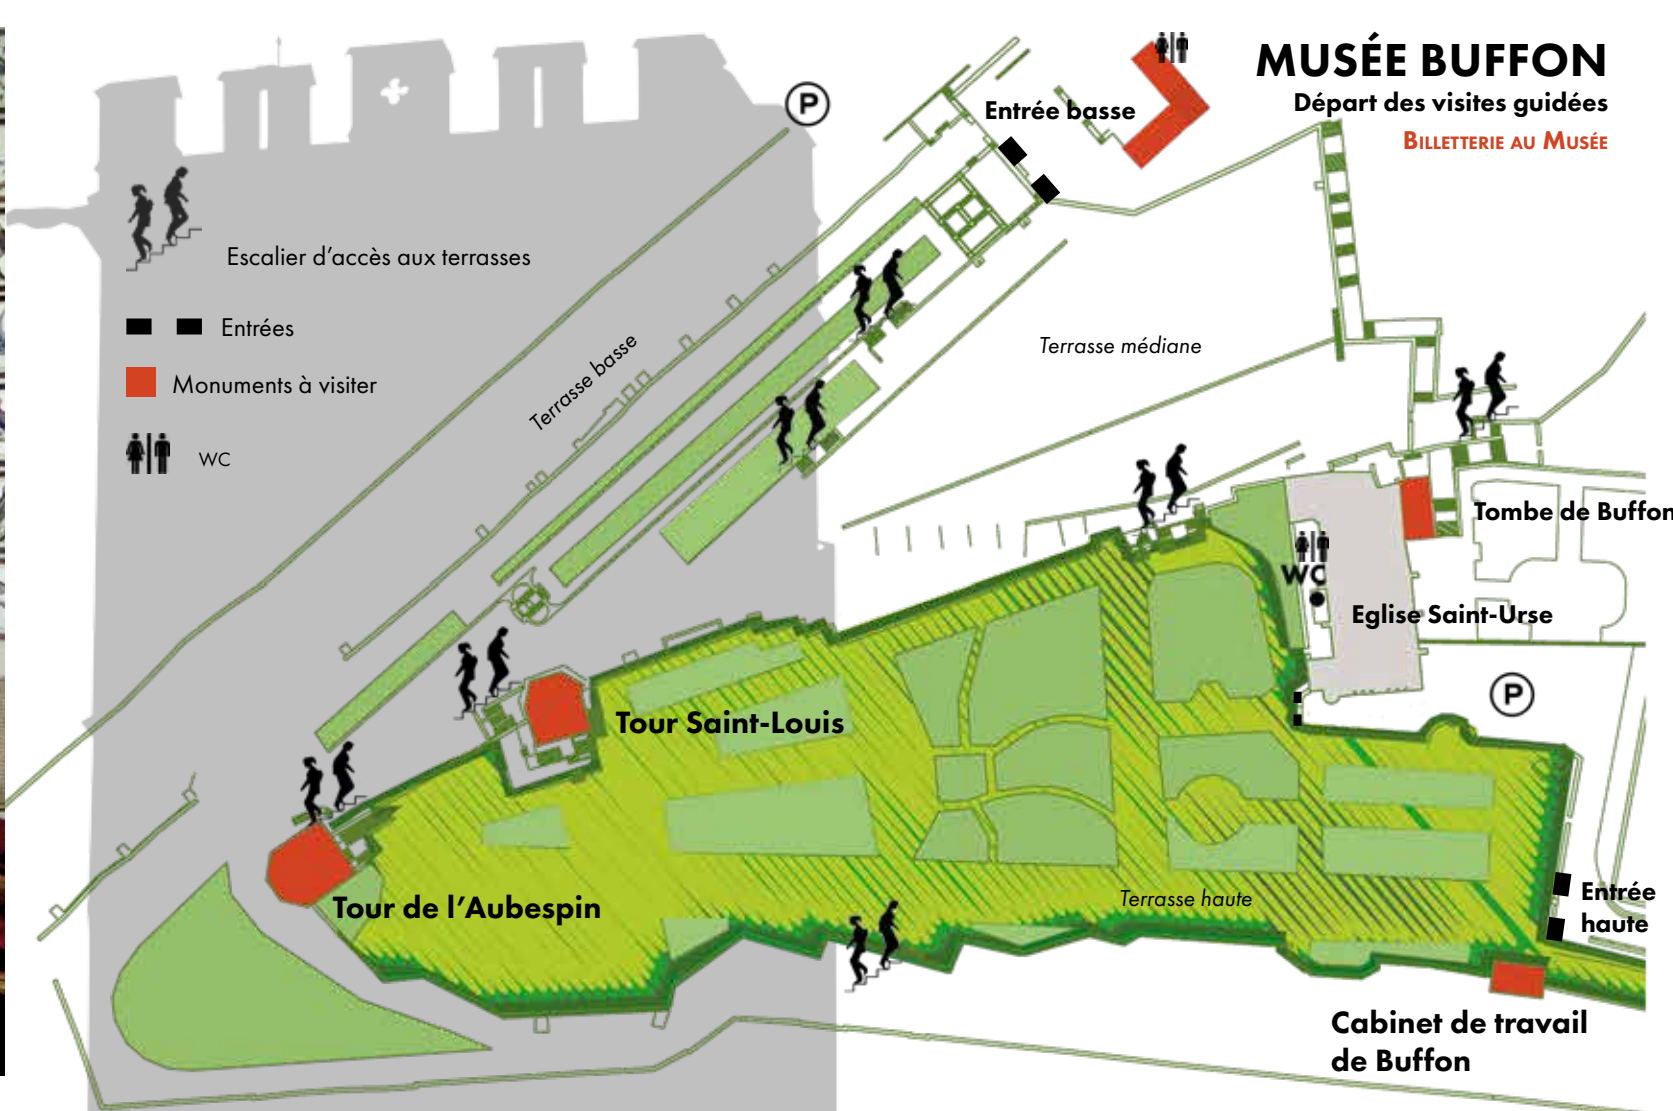 MUSÉE BUFFON
Départ des visites guidées
BILLETTERIE AU MUSÉE
P
Entrée basse
Escalier d'accès aux terrasses
Entrées
Monuments à visiter
WC
Terrasse basse
Terrasse médiane
Tombe de Buffon
WC
Eglise Saint-Urse
P
Tour Saint-Louis
Tour de l'Aubespin
Terrasse haute
Entrée
haute
Cabinet de travail
de Buffon